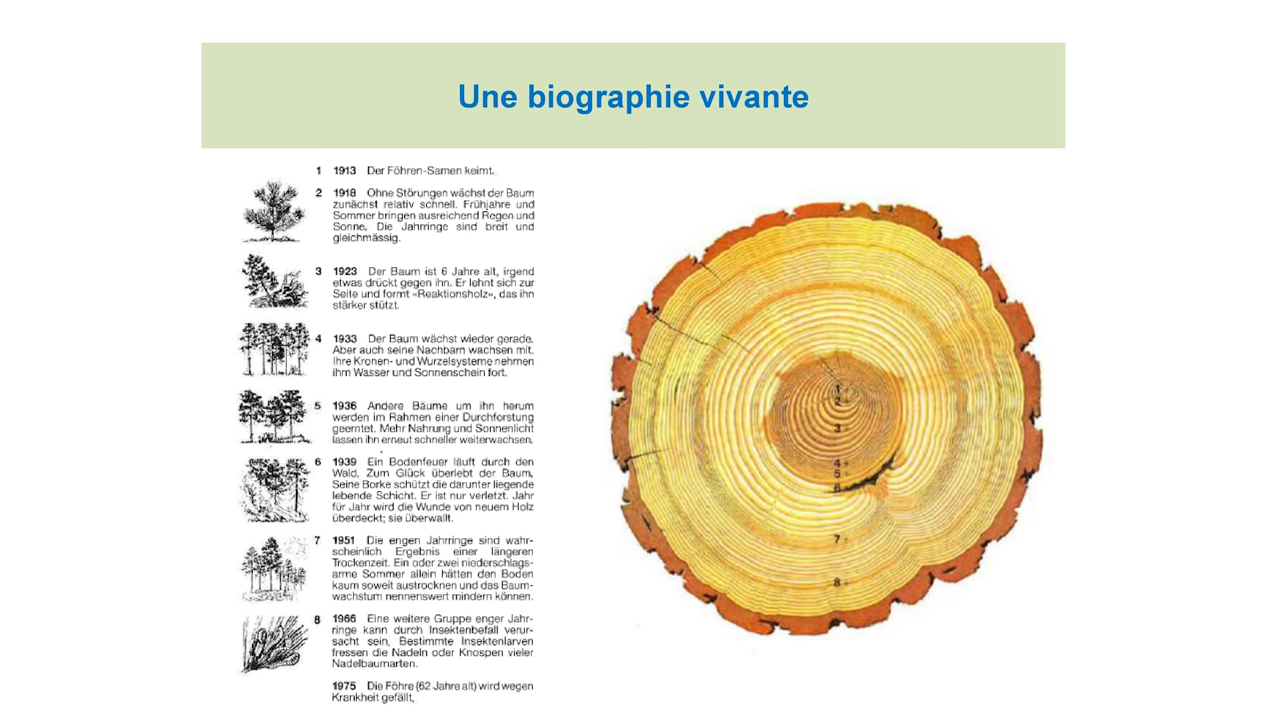 Une biographie vivante
1 1913 Der Föhren-Samen keimt.
2 1918 Ohne Störungen wächst der Baum
zunächst relativ schnell. Frühjahre und
Sommer bringen ausreichend Regen und
Sonne. Die Jahrringe sind breit und
gleichmässig.
3 1923 Der Baum ist 6 Jahre alt, irgend
etwas drückt gegen ihn. Er lehnt sich zur
Seite und formt «Reaktionsholz», das ihn
stärker stützt.
4 1933 Der Baum wächst wieder gerade.
Aber auch seine Nachbarn wachsen mit.
Ihre Kronen- und Wurzelsysteme nehmen
ihm Wasser und Sonnenschein fort.
5 1936 Andere Bäume um ihn herum
werden im Rahmen einer Durchforstung
geerntet. Mehr Nahrung und Sonnenlicht
lassen ihn erneut schneller weiterwachsen.
6 1939 Ein Bodenfeuer läuft durch den
Wald. Zum Glück überlebt der Baum.
Seine Borke schützt die darunter liegende
lebende Schicht. Er ist nur verletzt. Jahr
für Jahr wird die Wunde von neuem Holz
überdeckt; sie überwallt.
7 1951 Die engen Jahrringe sind wahr-
scheinlich Ergebnis einer längeren
Trockenzeit. Ein oder zwei niederschlags-
arme Sommer allein hätten den Boden
kaum soweit austrocknen und das Baum-
wachstum nennenswert mindern können.
8 1966 Eine weitere Gruppe enger Jahr-
ringe kann durch Insektenbefall verur-
sacht sein. Bestimmte Insektenlarven
fressen die Nadeln oder Knospen vieler
Nadelbaumarten.
1975 Die Föhre (62 Jahre alt) wird wegen
Krankheit gefällt,
1
2
3
4
5
6
7
8